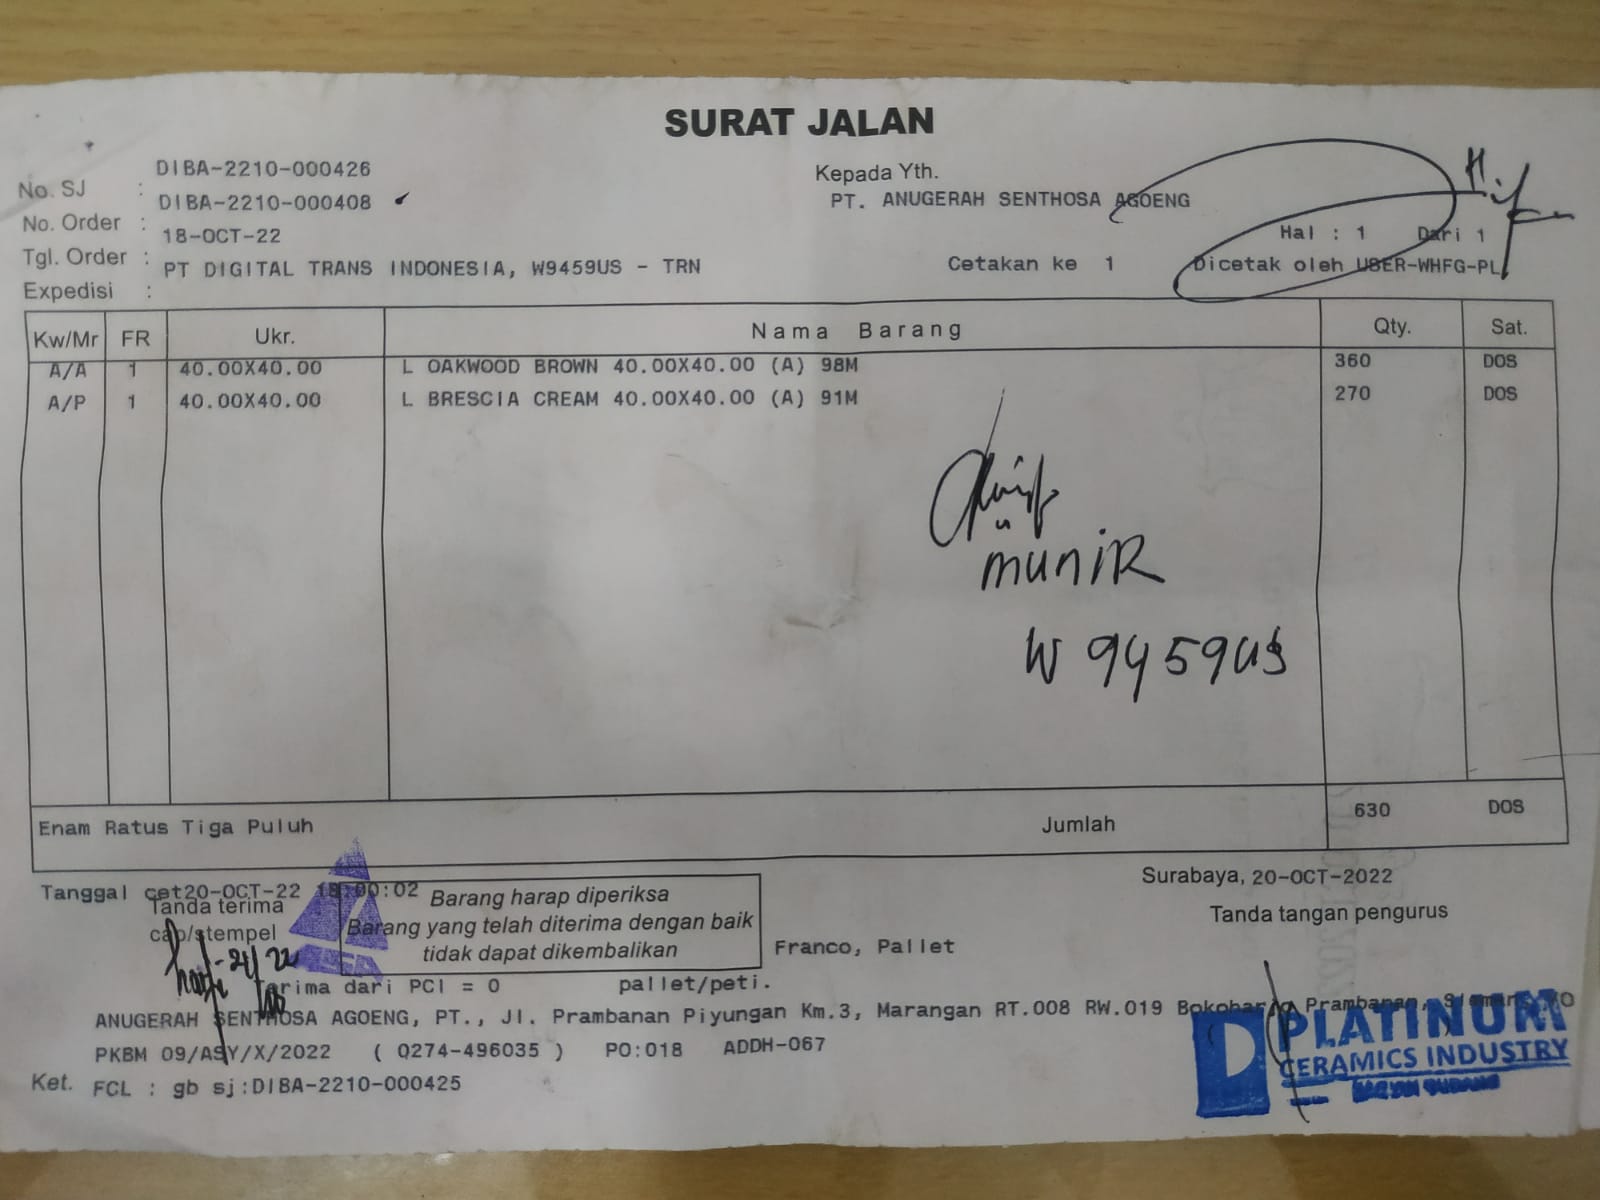 SURAT JALAN
No. SJ : DIBA-2210-000426
No. Order : DIBA-2210-000408
Tgl. Order : 18-OCT-22
Expedisi : PT DIGITAL TRANS INDONESIA, W9459US - TRN
Kepada Yth.
PT. ANUGERAH SENTHOSA AGOENG
Hal : 1 Dari 1
Cetakan ke 1 Dicetak oleh USER-WHFG-PL
Kw/Mr FR Ukr. Nama Barang Qty. Sat.
A/A 1 40.00X40.00 L OAKWOOD BROWN 40.00X40.00 (A) 98M 360 DOS
A/P 1 40.00X40.00 L BRESCIA CREAM 40.00X40.00 (A) 91M 270 DOS
MUNIR
W 9459US
Enam Ratus Tiga Puluh Jumlah 630 DOS
Tanggal cet20-OCT-22 18:00:02
Tanda terima
cap/stempel
Barang harap diperiksa
Barang yang telah diterima dengan baik
tidak dapat dikembalikan
Surabaya, 20-OCT-2022
Tanda tangan pengurus
Franco, Pallet
Terima dari PCI = 0 pallet/peti.
ANUGERAH SENTHOSA AGOENG, PT., Jl. Prambanan Piyungan Km.3, Marangan RT.008 RW.019 Bokoharjo Prambanan, Sleman, YO
PKBM 09/ASY/X/2022 ( 0274-496035 ) PO:018 ADDH-067
Ket. FCL : gb sj:DIBA-2210-000425
PLATINUM
CERAMICS INDUSTRY